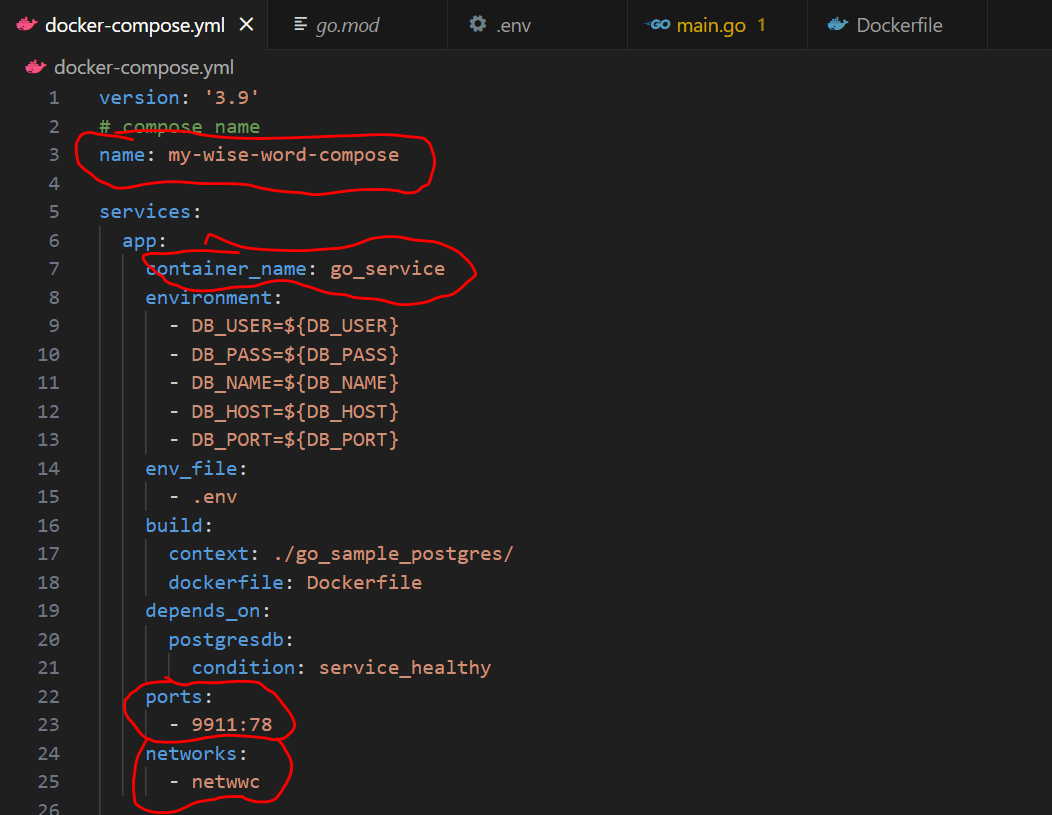 docker-compose.yml × go.mod .env GO main.go 1 Dockerfile
docker-compose.yml
1 version: '3.9'
2 # compose name
3 name: my-wise-word-compose
4
5 services:
6 app:
7 container_name: go_service
8 environment:
9 - DB_USER=${DB_USER}
10 - DB_PASS=${DB_PASS}
11 - DB_NAME=${DB_NAME}
12 - DB_HOST=${DB_HOST}
13 - DB_PORT=${DB_PORT}
14 env_file:
15 - .env
16 build:
17 context: ./go_sample_postgres/
18 dockerfile: Dockerfile
19 depends_on:
20 postgresdb:
21 condition: service_healthy
22 ports:
23 - 9911:78
24 networks:
25 - netwwc
26